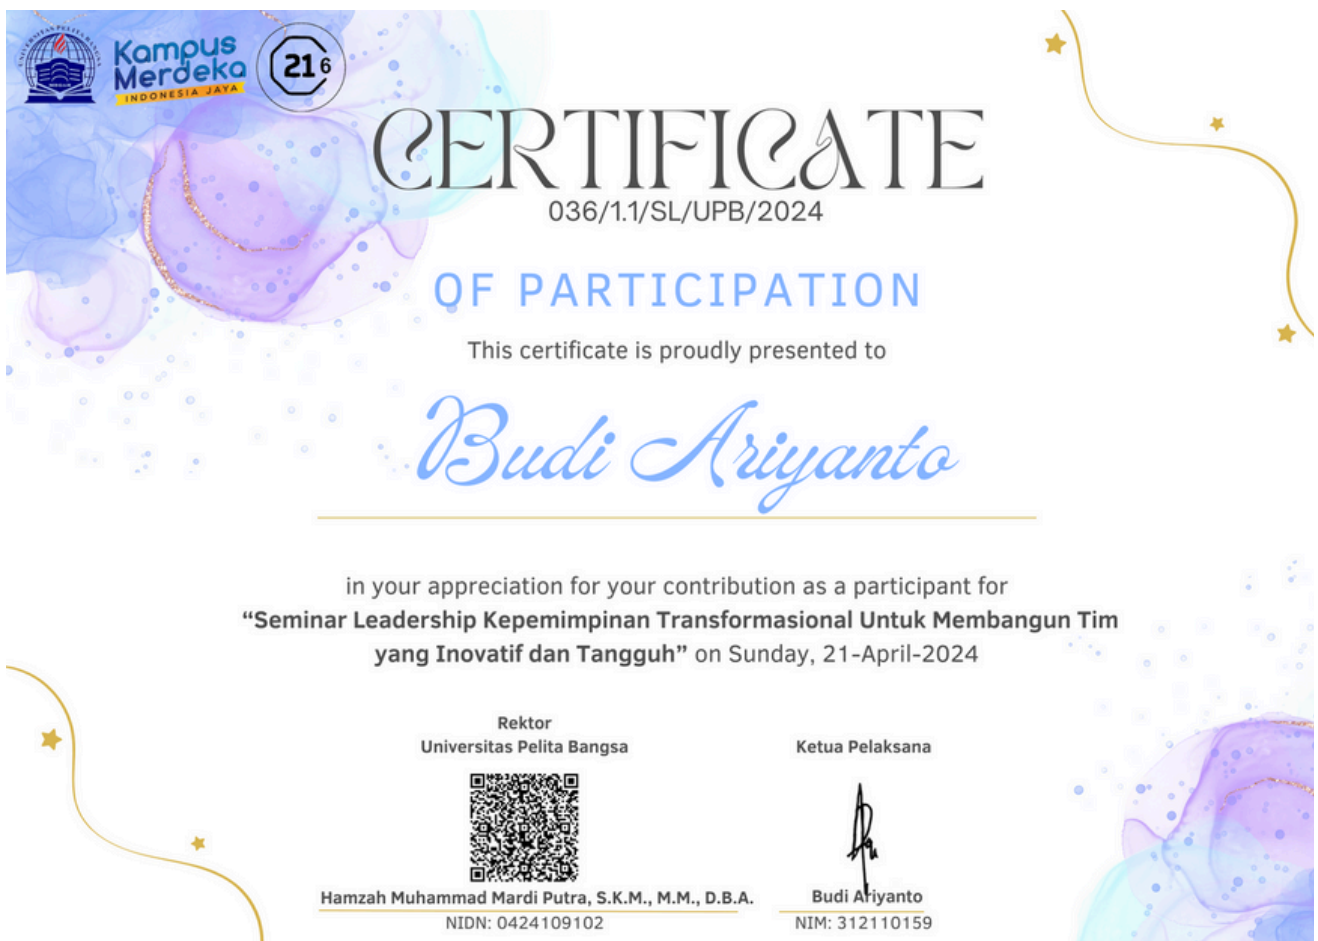 UNIVERSITAS PELITA BANGSA
Kampus
Merdeka
INDONESIA JAYA
21 6
CERTIFICATE
036/1.1/SL/UPB/2024
OF PARTICIPATION
This certificate is proudly presented to
Budi Ariyanto
in your appreciation for your contribution as a participant for
“Seminar Leadership Kepemimpinan Transformasional Untuk Membangun Tim
yang Inovatif dan Tangguh” on Sunday, 21-April-2024
Rektor
Universitas Pelita Bangsa
Hamzah Muhammad Mardi Putra, S.K.M., M.M., D.B.A.
NIDN: 0424109102
Ketua Pelaksana
Budi Ariyanto
NIM: 312110159